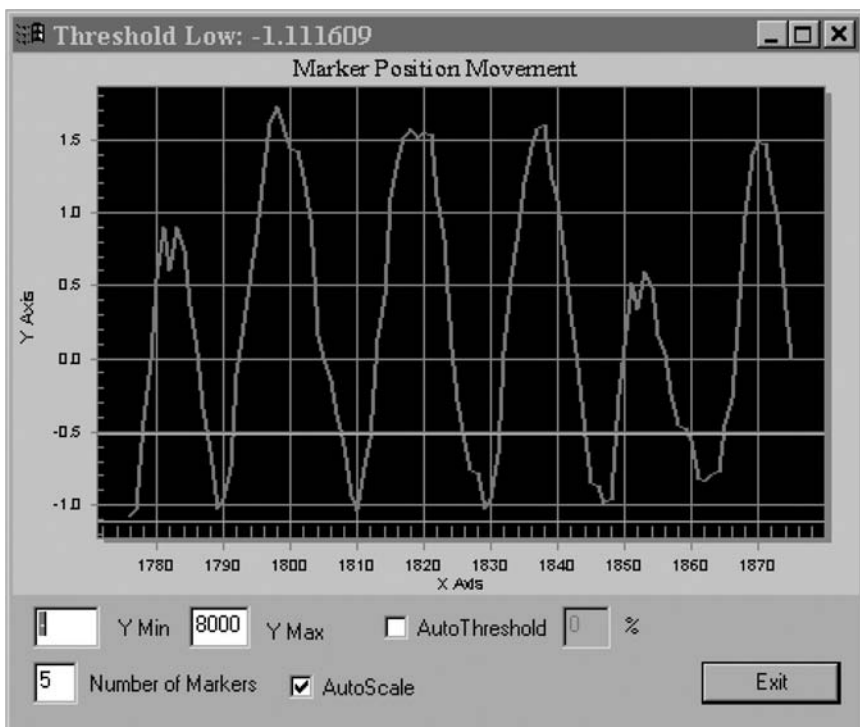 Threshold Low: -1.111609
Marker Position Movement
1.5
1.0
0.5
0.0
-0.5
-1.0
Y Axis
1780 1790 1800 1810 1820 1830 1840 1850 1860 1870
X Axis
- Y Min 8000 Y Max AutoThreshold 0 %
5 Number of Markers AutoScale Exit